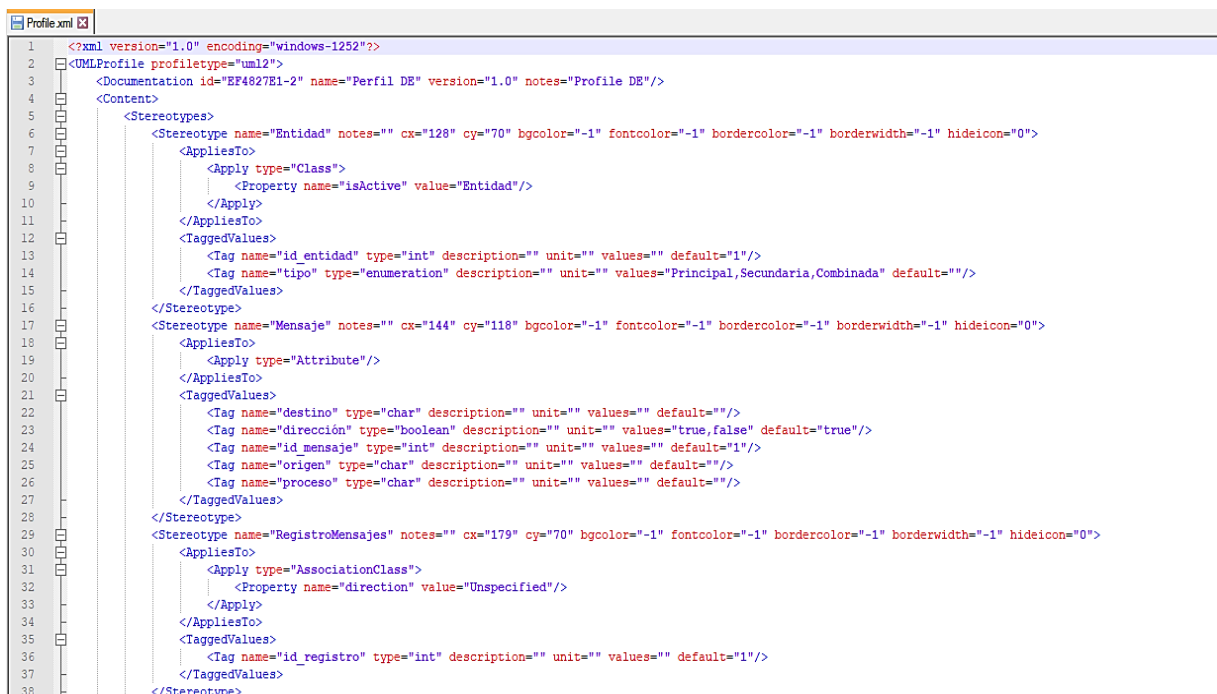 Profile.xml
1 <?xml version="1.0" encoding="windows-1252"?>
2 <UMLProfile profiletype="uml2">
3 <Documentation id="EF4827E1-2" name="Perfil DE" version="1.0" notes="Profile DE"/>
4 <Content>
5 <Stereotypes>
6 <Stereotype name="Entidad" notes="" cx="128" cy="70" bgcolor="-1" fontcolor="-1" bordercolor="-1" borderwidth="-1" hideicon="0">
7 <AppliesTo>
8 <Apply type="Class">
9 <Property name="isActive" value="Entidad"/>
10 </Apply>
11 </AppliesTo>
12 <TaggedValues>
13 <Tag name="id_entidad" type="int" description="" unit="" values="" default="1"/>
14 <Tag name="tipo" type="enumeration" description="" unit="" values="Principal,Secundaria,Combinada" default=""/>
15 </TaggedValues>
16 </Stereotype>
17 <Stereotype name="Mensaje" notes="" cx="144" cy="118" bgcolor="-1" fontcolor="-1" bordercolor="-1" borderwidth="-1" hideicon="0">
18 <AppliesTo>
19 <Apply type="Attribute"/>
20 </AppliesTo>
21 <TaggedValues>
22 <Tag name="destino" type="char" description="" unit="" values="" default=""/>
23 <Tag name="dirección" type="boolean" description="" unit="" values="true,false" default="true"/>
24 <Tag name="id_mensaje" type="int" description="" unit="" values="" default="1"/>
25 <Tag name="origen" type="char" description="" unit="" values="" default=""/>
26 <Tag name="proceso" type="char" description="" unit="" values="" default=""/>
27 </TaggedValues>
28 </Stereotype>
29 <Stereotype name="RegistroMensajes" notes="" cx="179" cy="70" bgcolor="-1" fontcolor="-1" bordercolor="-1" borderwidth="-1" hideicon="0">
30 <AppliesTo>
31 <Apply type="AssociationClass">
32 <Property name="direction" value="Unspecified"/>
33 </Apply>
34 </AppliesTo>
35 <TaggedValues>
36 <Tag name="id_registro" type="int" description="" unit="" values="" default="1"/>
37 </TaggedValues>
38 </Stereotype>